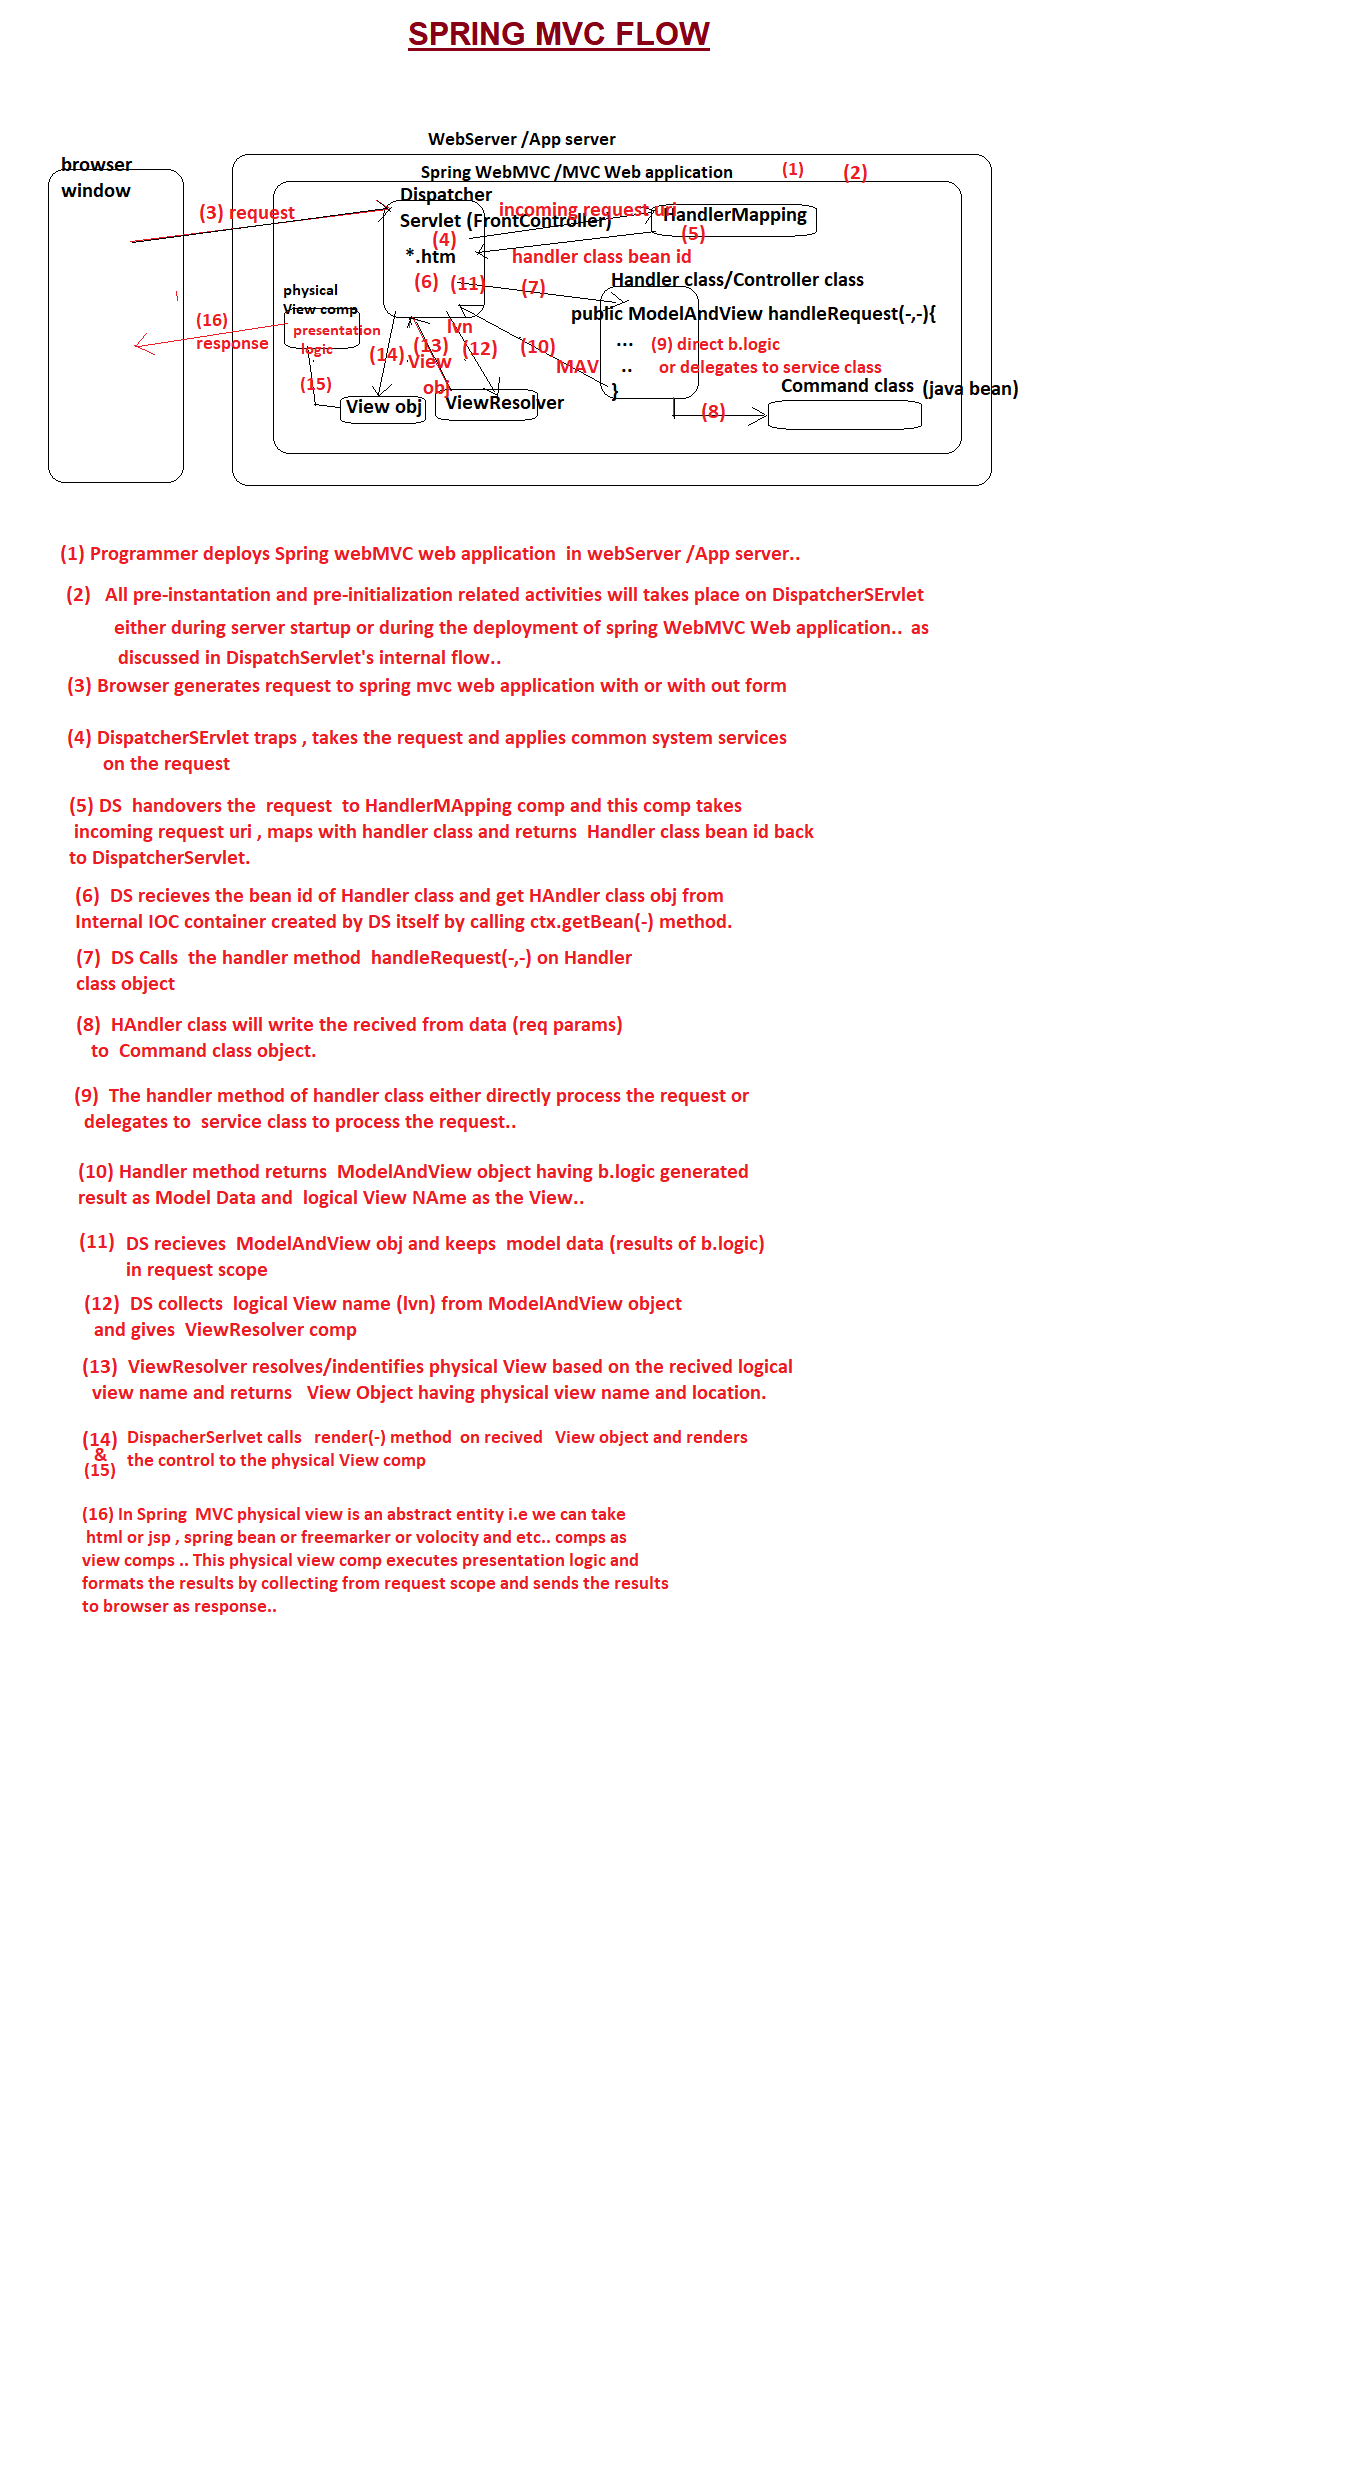 SPRING MVC FLOW
WebServer /App server
browser
window
Spring WebMVC /MVC Web application (1) (2)
Dispatcher
Servlet (FrontController)
(3) request
incoming request uri
HandlerMapping
(4)
(5)
*.htm
handler class bean id
(6) (11) (7)
Handler class/Controller class
physical
View comp
presentation
logic
public ModelAndView handleRequest(-,-){
(16)
response
lvn
(14)
(13)
View
obj
(12)
(10)
MAV
... (9) direct b.logic
.. or delegates to service class
}
(15)
View obj
ViewResolver
Command class (java bean)
(8)
(1) Programmer deploys Spring webMVC web application in webServer /App server..
(2) All pre-instantation and pre-initialization related activities will takes place on DispatcherSErvlet
either during server startup or during the deployment of spring WebMVC Web application.. as
discussed in DispatchServlet's internal flow..
(3) Browser generates request to spring mvc web application with or with out form
(4) DispatcherSErvlet traps , takes the request and applies common system services
on the request
(5) DS handovers the request to HandlerMApping comp and this comp takes
incoming request uri , maps with handler class and returns Handler class bean id back
to DispatcherServlet.
(6) DS recieves the bean id of Handler class and get HAndler class obj from
Internal IOC container created by DS itself by calling ctx.getBean(-) method.
(7) DS Calls the handler method handleRequest(-,-) on Handler
class object
(8) HAndler class will write the recived from data (req params)
to Command class object.
(9) The handler method of handler class either directly process the request or
delegates to service class to process the request..
(10) Handler method returns ModelAndView object having b.logic generated
result as Model Data and logical View NAme as the View..
(11) DS recieves ModelAndView obj and keeps model data (results of b.logic)
in request scope
(12) DS collects logical View name (lvn) from ModelAndView object
and gives ViewResolver comp
(13) ViewResolver resolves/indentifies physical View based on the recived logical
view name and returns View Object having physical view name and location.
(14) DispacherSerlvet calls render(-) method on recived View object and renders
&
(15) the control to the physical View comp
(16) In Spring MVC physical view is an abstract entity i.e we can take
html or jsp , spring bean or freemarker or volocity and etc.. comps as
view comps .. This physical view comp executes presentation logic and
formats the results by collecting from request scope and sends the results
to browser as response..